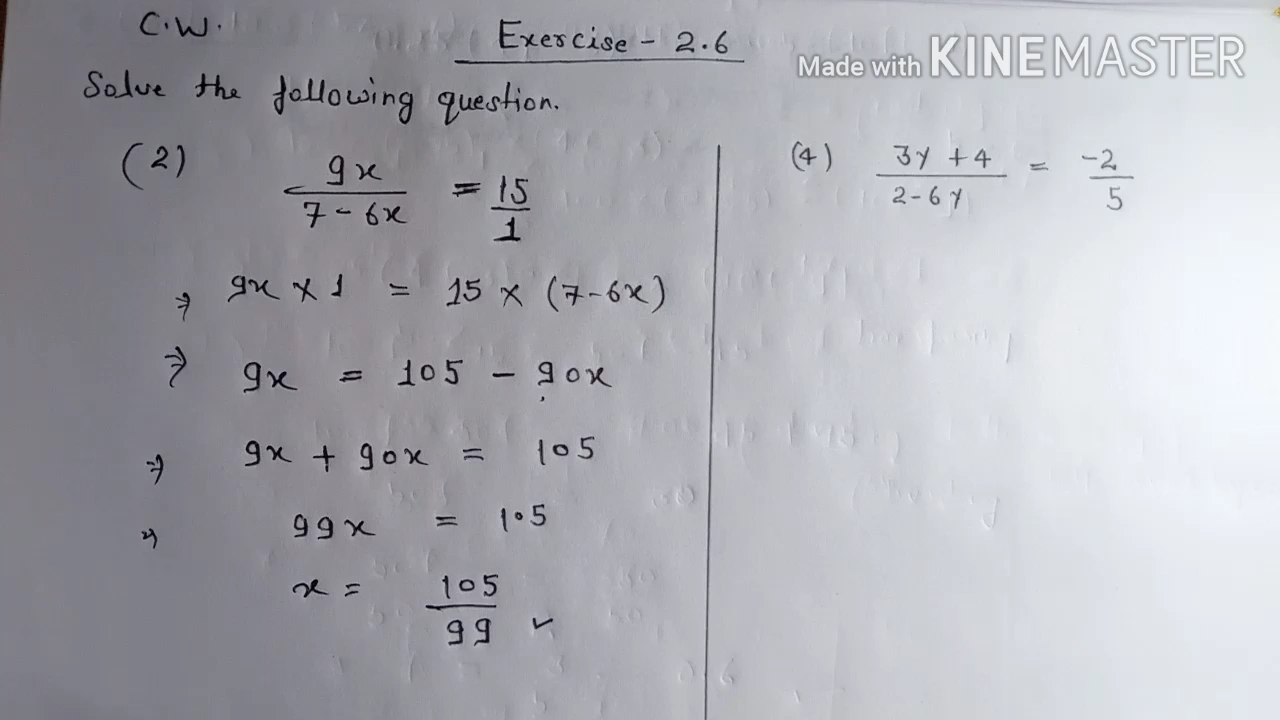 C.W.
Exercise - 2.6
Made with KINEMASTER
Solve the following question.
(2) 9x / 7 - 6x = 15 / 1
⇒ 9x × 1 = 15 × (7-6x)
⇒ 9x = 105 - 90x
⇒ 9x + 90x = 105
⇒ 99x = 105
x = 105 / 99 ✓
(4) 3y + 4 / 2 - 6y = -2 / 5